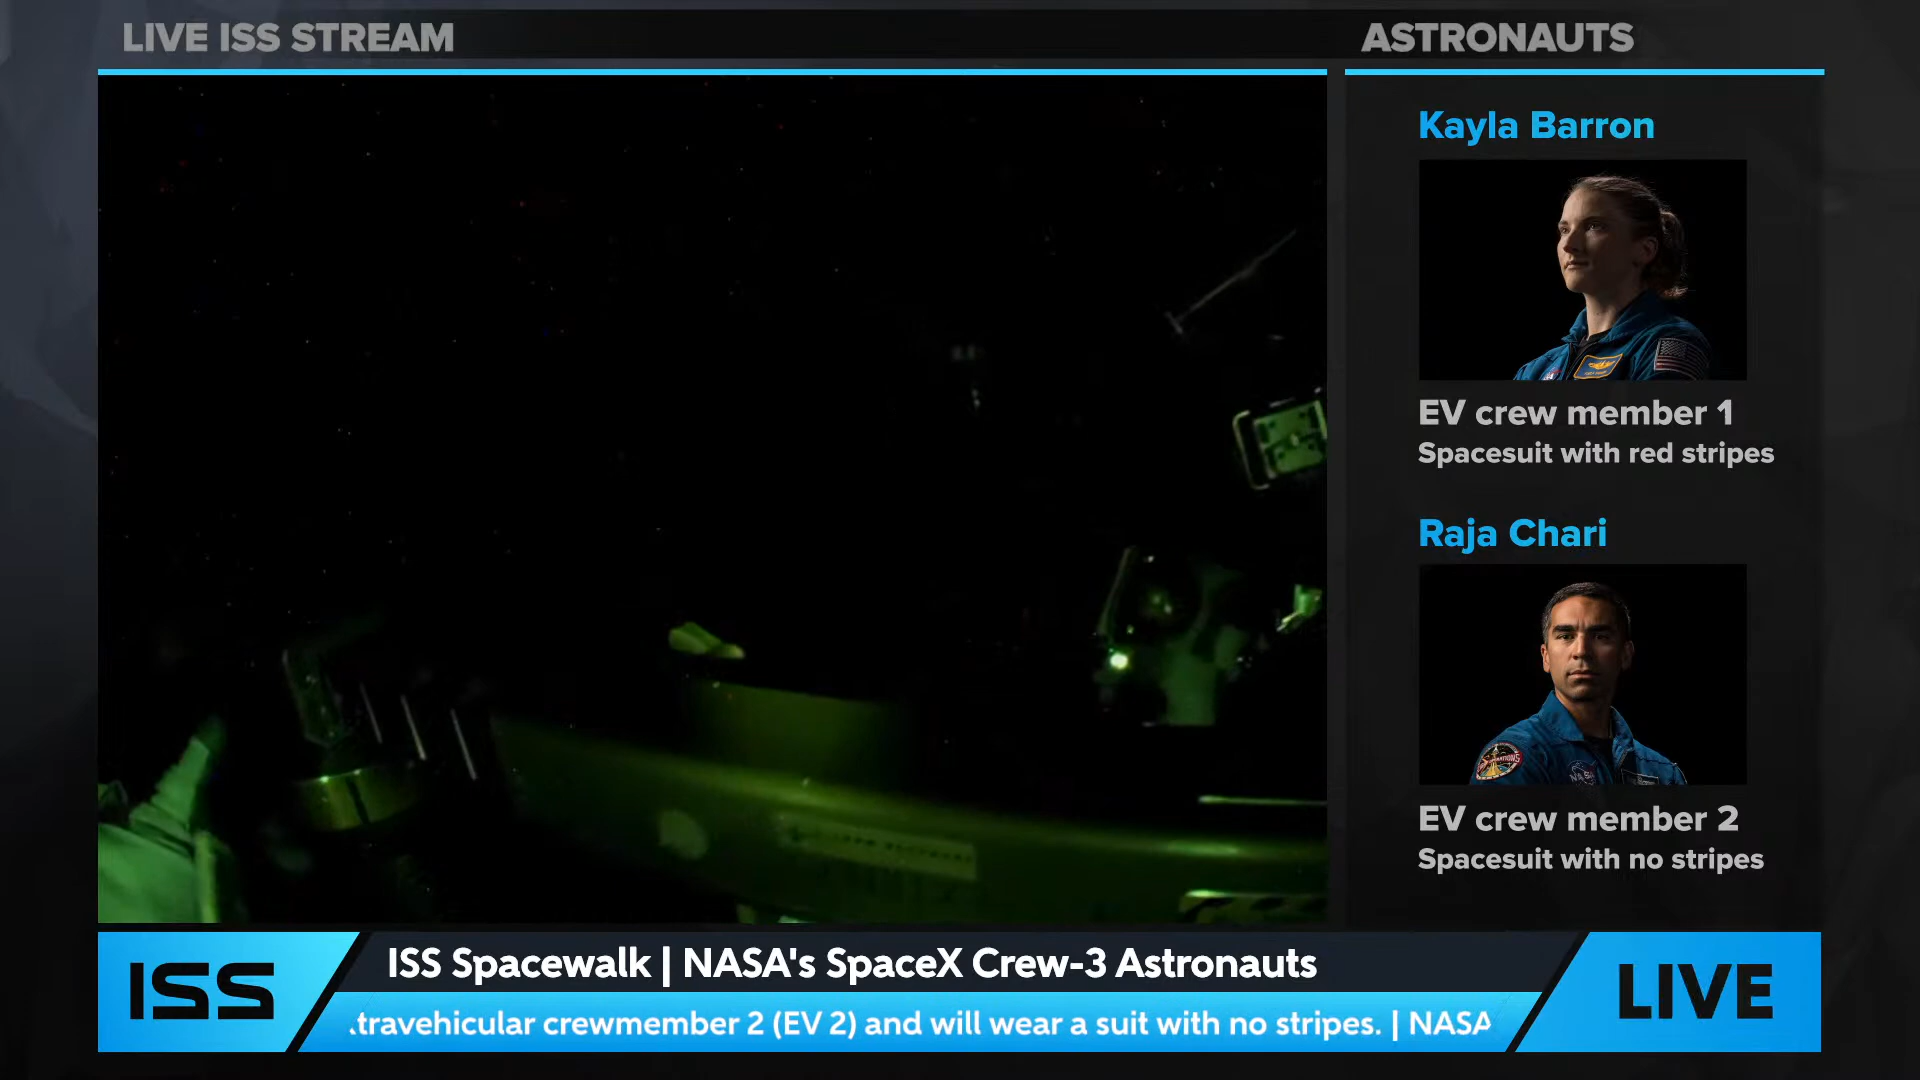 LIVE ISS STREAM
ASTRONAUTS
Kayla Barron
EV crew member 1
Spacesuit with red stripes
Raja Chari
EV crew member 2
Spacesuit with no stripes
ISS
ISS Spacewalk | NASA's SpaceX Crew-3 Astronauts
.travehicular crewmember 2 (EV 2) and will wear a suit with no stripes. | NASA
LIVE